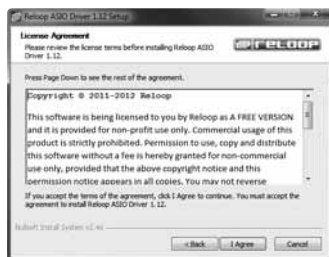 Reloop ASIO Driver 1.12 Setup
License Agreement
Please review the license terms before installing Reloop ASIO
Driver 1.12.
reloop
Press Page Down to see the rest of the agreement.
Copyright © 2011-2012 Reloop
This software is being licensed to you by Reloop as A FREE VERSION
and it is provided for non-profit use only. Commercial usage of this
product is strictly prohibited. Permission to use, copy and distribute
this software without a fee is hereby granted for non-commercial
use only, provided that the above copyright notice and this
permission notice appears in all copies. You may not reverse
If you accept the terms of the agreement, click I Agree to continue. You must accept the
agreement to install Reloop ASIO Driver 1.12.
Nullsoft Install System v2.46
< Back
I Agree
Cancel